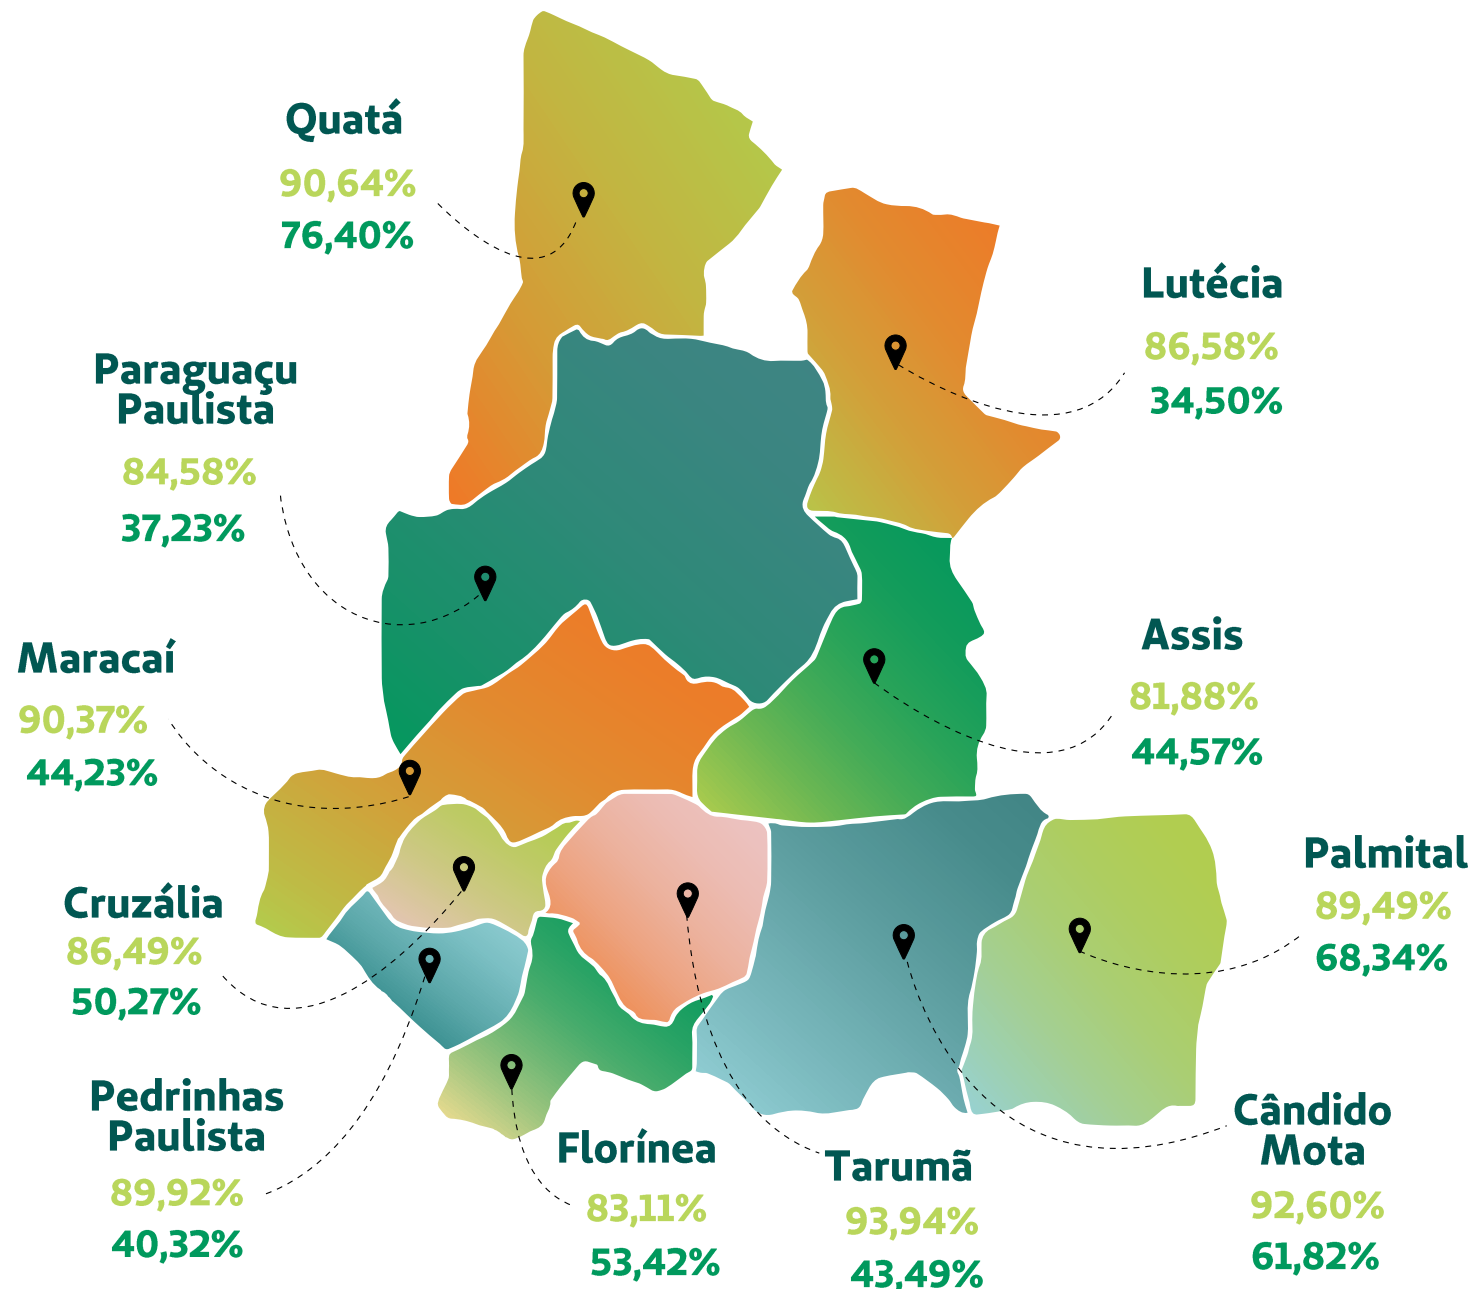 Quatá
90,64%
76,40%
Lutécia
86,58%
34,50%
Paraguaçu
Paulista
84,58%
37,23%
Assis
81,88%
44,57%
Maracaí
90,37%
44,23%
Palmital
89,49%
68,34%
Cruzália
86,49%
50,27%
Pedrinhas
Paulista
89,92%
40,32%
Florínea
83,11%
53,42%
Tarumã
93,94%
43,49%
Cândido
Mota
92,60%
61,82%